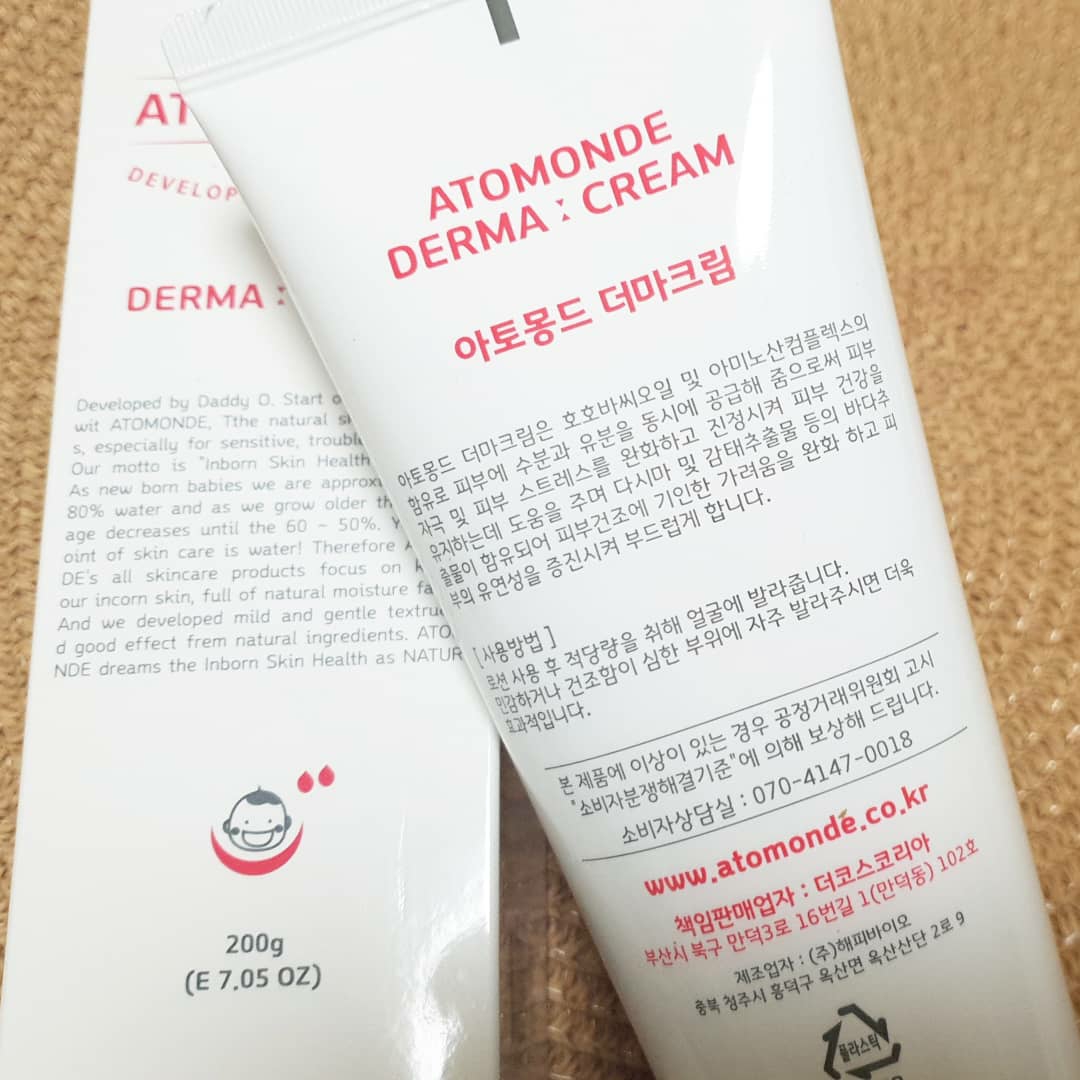 AT
DEVELOP
DERMA :
Developed by Daddy O. Start o
wit ATOMONDE, Tthe natural s
s, especially for sensitive, troubl
Our motto is "Inborn Skin Health
As new born babies we are approx
80% water and as we grow older th
age decreases until the 60 ~ 50%. Y
oint of skin care is water! Therefore A
DE's all skincare products focus on k
our incorn skin, full of natural moisture fa
And we developed mild and gentle textru
d good effect frem natural ingredients. ATO
NDE dreams the Inborn Skin Health as NATUR
200g
(E 7.05 OZ)
ATOMONDE
DERMA : CREAM
아토몽드 더마크림
아토몽드 더마크림은 호호바씨오일 및 아미노산컴플렉스의
함유로 피부에 수분과 유분을 동시에 공급해 줌으로써 피부
자극 및 피부 스트레스를 완화하고 진정시켜 피부 건강을
유지하는데 도움을 주며 다시마 및 감태추출물 등의 바다추
출물이 함유되어 피부건조에 기인한 가려움을 완화 하고 피
부의 유연성을 증진시켜 부드럽게 합니다.
[사용방법]
로션 사용 후 적당량을 취해 얼굴에 발라줍니다.
민감하거나 건조함이 심한 부위에 자주 발라주시면 더욱
효과적입니다.
본 제품에 이상이 있는 경우 공정거래위원회 고시
"소비자분쟁해결기준"에 의해 보상해 드립니다.
소비자상담실 : 070-4147-0018
www.atomonde.co.kr
책임판매업자 : 더코스코리아
부산시 북구 만덕3로 16번길 1(만덕동) 102호
제조업자 : (주)해피바이오
충북 청주시 흥덕구 옥산면 옥산산단 2로 9
플라스틱